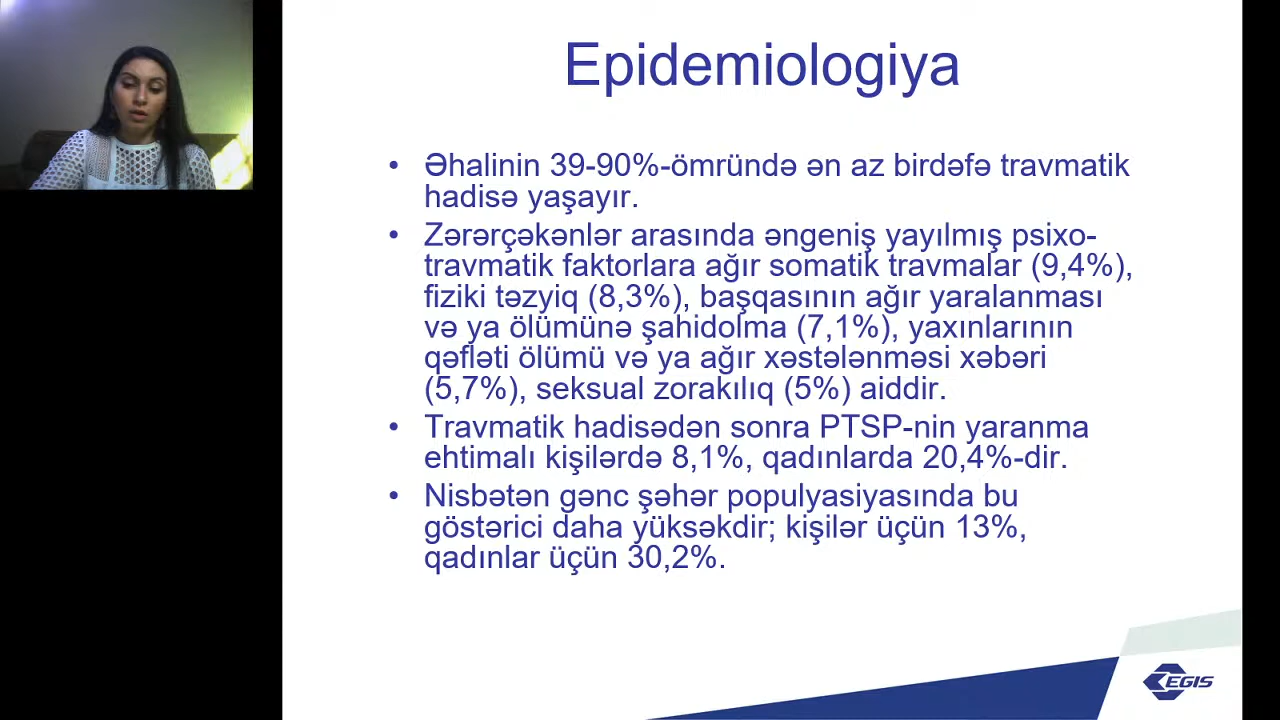 Epidemiologiya
• Əhalinin 39-90%-ömründə ən az birdəfə travmatik
hadisə yaşayır.
• Zərərçəkənlər arasında əngeniş yayılmış psixo-
travmatik faktorlara ağır somatik travmalar (9,4%),
fiziki təzyiq (8,3%), başqasının ağır yaralanması
və ya ölümünə şahidolma (7,1%), yaxınlarının
qəfləti ölümü və ya ağır xəstələnməsi xəbəri
(5,7%), seksual zorakılıq (5%) aiddir.
• Travmatik hadisədən sonra PTSP-nin yaranma
ehtimalı kişilərdə 8,1%, qadınlarda 20,4%-dir.
• Nisbətən gənc şəhər populyasiyasında bu
göstərici daha yüksəkdir; kişilər üçün 13%,
qadınlar üçün 30,2%.
EGIS